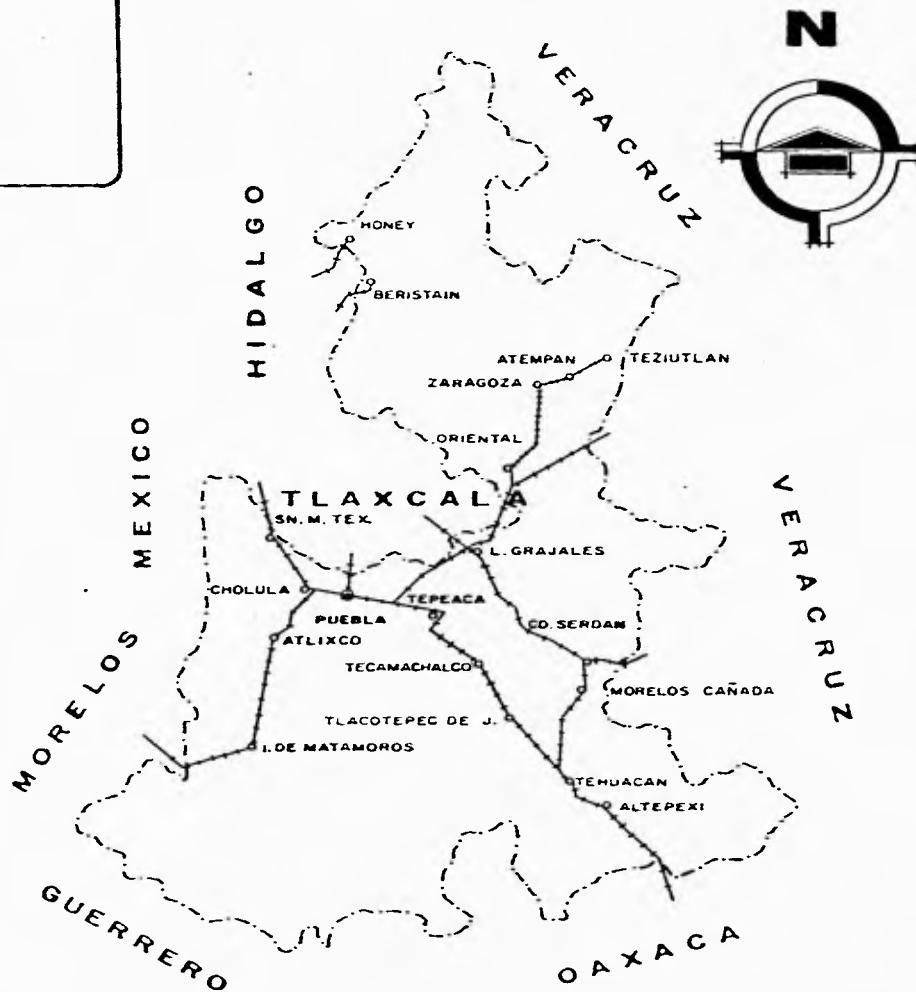 N
VERACRUZ
HIDALGO
HONEY
BERISTAIN
ATEMPAN
TEZIUTLAN
ZARAGOZA
ORIENTAL
MEXICO
TLAXCALA
VERACRUZ
SN. M. TEX.
L. GRAJALES
CHOLULA
TEPEACA
PUEBLA
CD. SERDAN
ATLIXCO
TECAMACHALCO
MORELOS
MORELOS CAÑADA
TLACOTEPEC DE J.
I. DE MATAMOROS
TEHUACAN
ALTEPEXI
GUERRERO
OAXACA